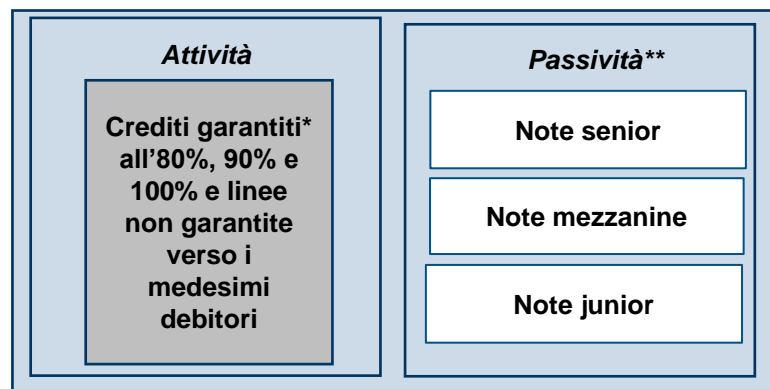 Attività
Crediti garantiti*
all'80%, 90% e
100% e linee
non garantite
verso i
medesimi
debitori
Passività**
Note senior
Note mezzanine
Note junior